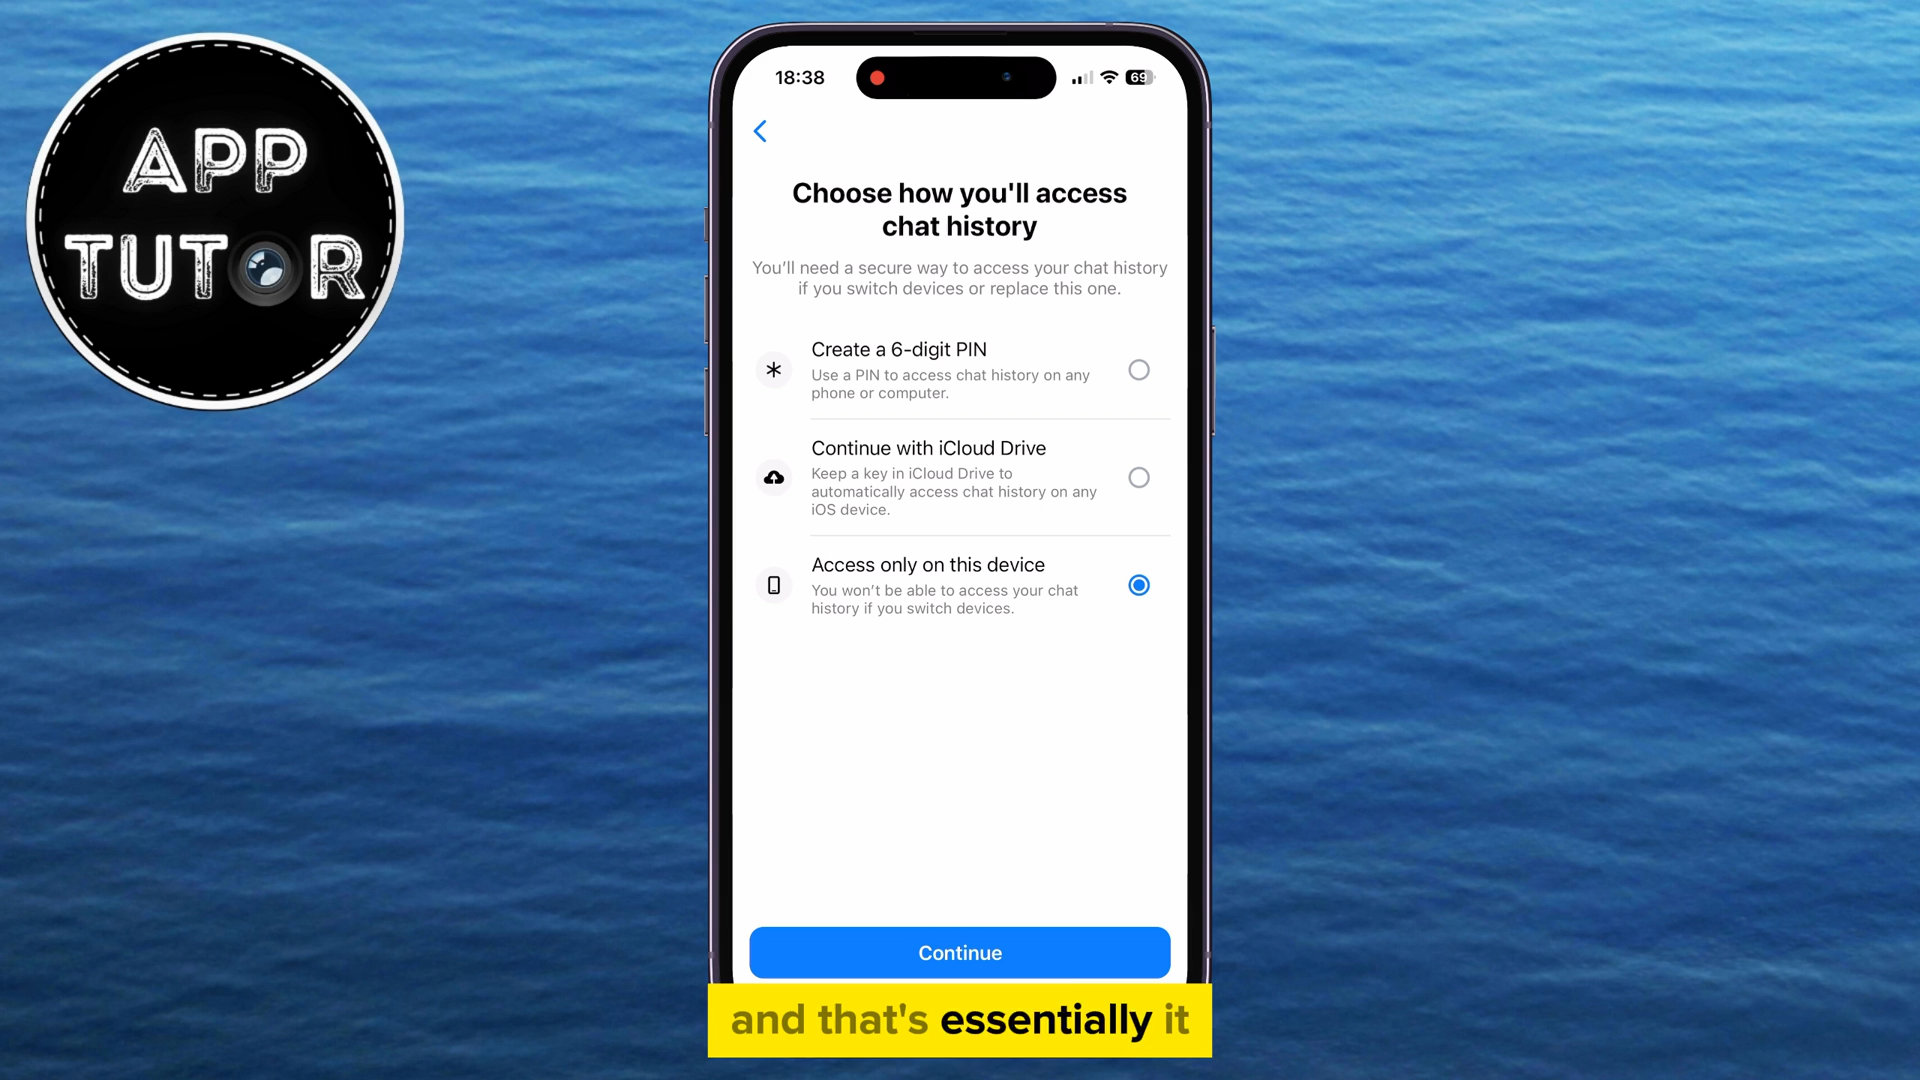 APP
TUTOR
18:38
69
Choose how you'll access
chat history
You'll need a secure way to access your chat history
if you switch devices or replace this one.
Create a 6-digit PIN
Use a PIN to access chat history on any
phone or computer.
Continue with iCloud Drive
Keep a key in iCloud Drive to
automatically access chat history on any
iOS device.
Access only on this device
You won't be able to access your chat
history if you switch devices.
Continue
and that's essentially it